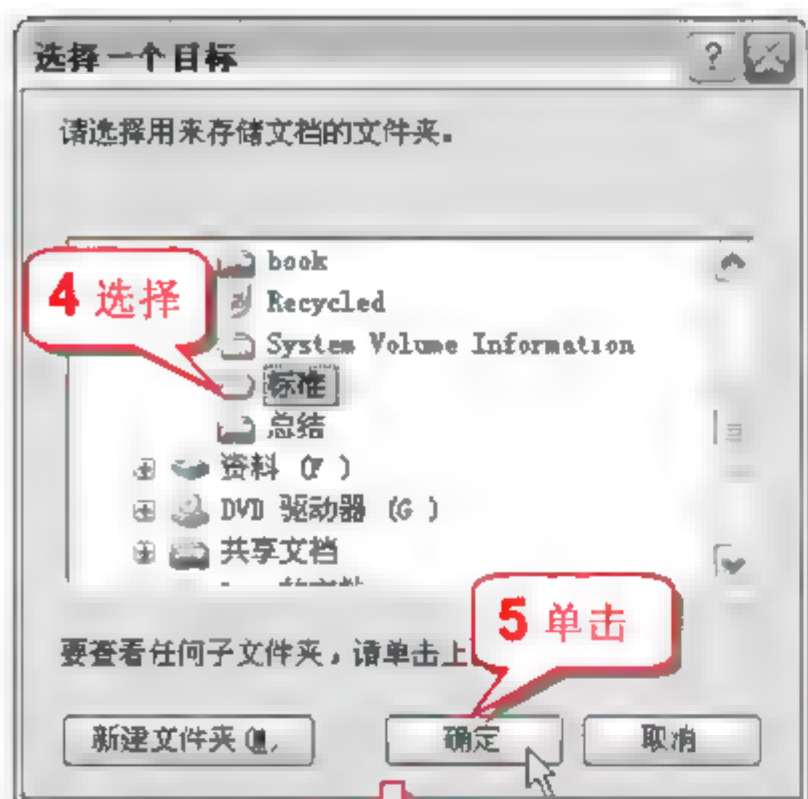 选择一个目标
请选择用来存储文档的文件夹。
book
4 选择
Recycled
System Volume Information
标准
总结
资料 (F )
DVD 驱动器 (G )
共享文档
5 单击
要查看任何子文件夹，请单击上
新建文件夹
确定
取消